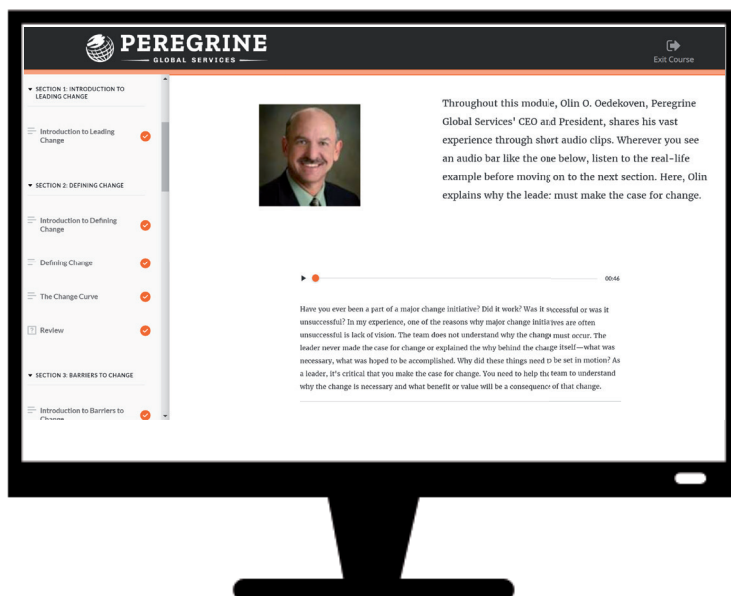 PEREGRINE
GLOBAL SERVICES
Exit Course
SECTION 1: INTRODUCTION TO
LEADING CHANGE
Introduction to Leading
Change
SECTION 2: DEFINING CHANGE
Introduction to Defining
Change
Defining Change
The Change Curve
Review
SECTION 3: BARRIERS TO CHANGE
Introduction to Barriers to
Change
Throughout this module, Olin O. Oedekoven, Peregrine
Global Services' CEO and President, shares his vast
experience through short audio clips. Wherever you see
an audio bar like the one below, listen to the real-life
example before moving on to the next section. Here, Olin
explains why the leader must make the case for change.
00:46
Have you ever been a part of a major change initiative? Did it work? Was it successful or was it
unsuccessful? In my experience, one of the reasons why major change initiatives are often
unsuccessful is lack of vision. The team does not understand why the change must occur. The
leader never made the case for change or explained the why behind the change itself—what was
necessary, what was hoped to be accomplished. Why did these things need to be set in motion? As
a leader, it's critical that you make the case for change. You need to help the team to understand
why the change is necessary and what benefit or value will be a consequence of that change.